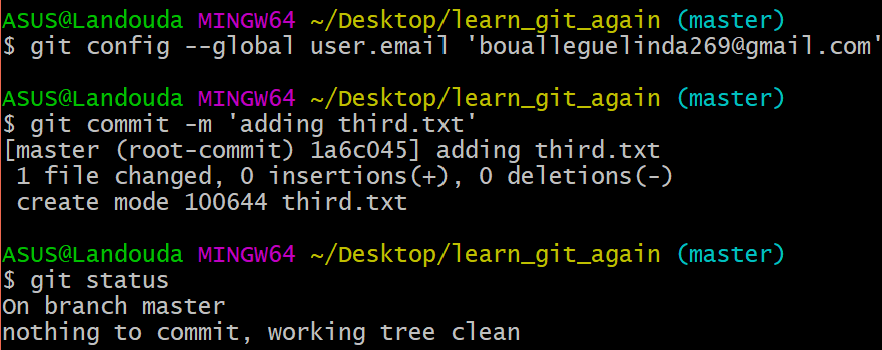 ASUS@Landouda MINGW64 ~/Desktop/learn_git_again (master)
$ git config --global user.email 'boualleguelinda269@gmail.com'
ASUS@Landouda MINGW64 ~/Desktop/learn_git_again (master)
$ git commit -m 'adding third.txt'
[master (root-commit) 1a6c045] adding third.txt
 1 file changed, 0 insertions(+), 0 deletions(-)
 create mode 100644 third.txt
ASUS@Landouda MINGW64 ~/Desktop/learn_git_again (master)
$ git status
On branch master
nothing to commit, working tree clean